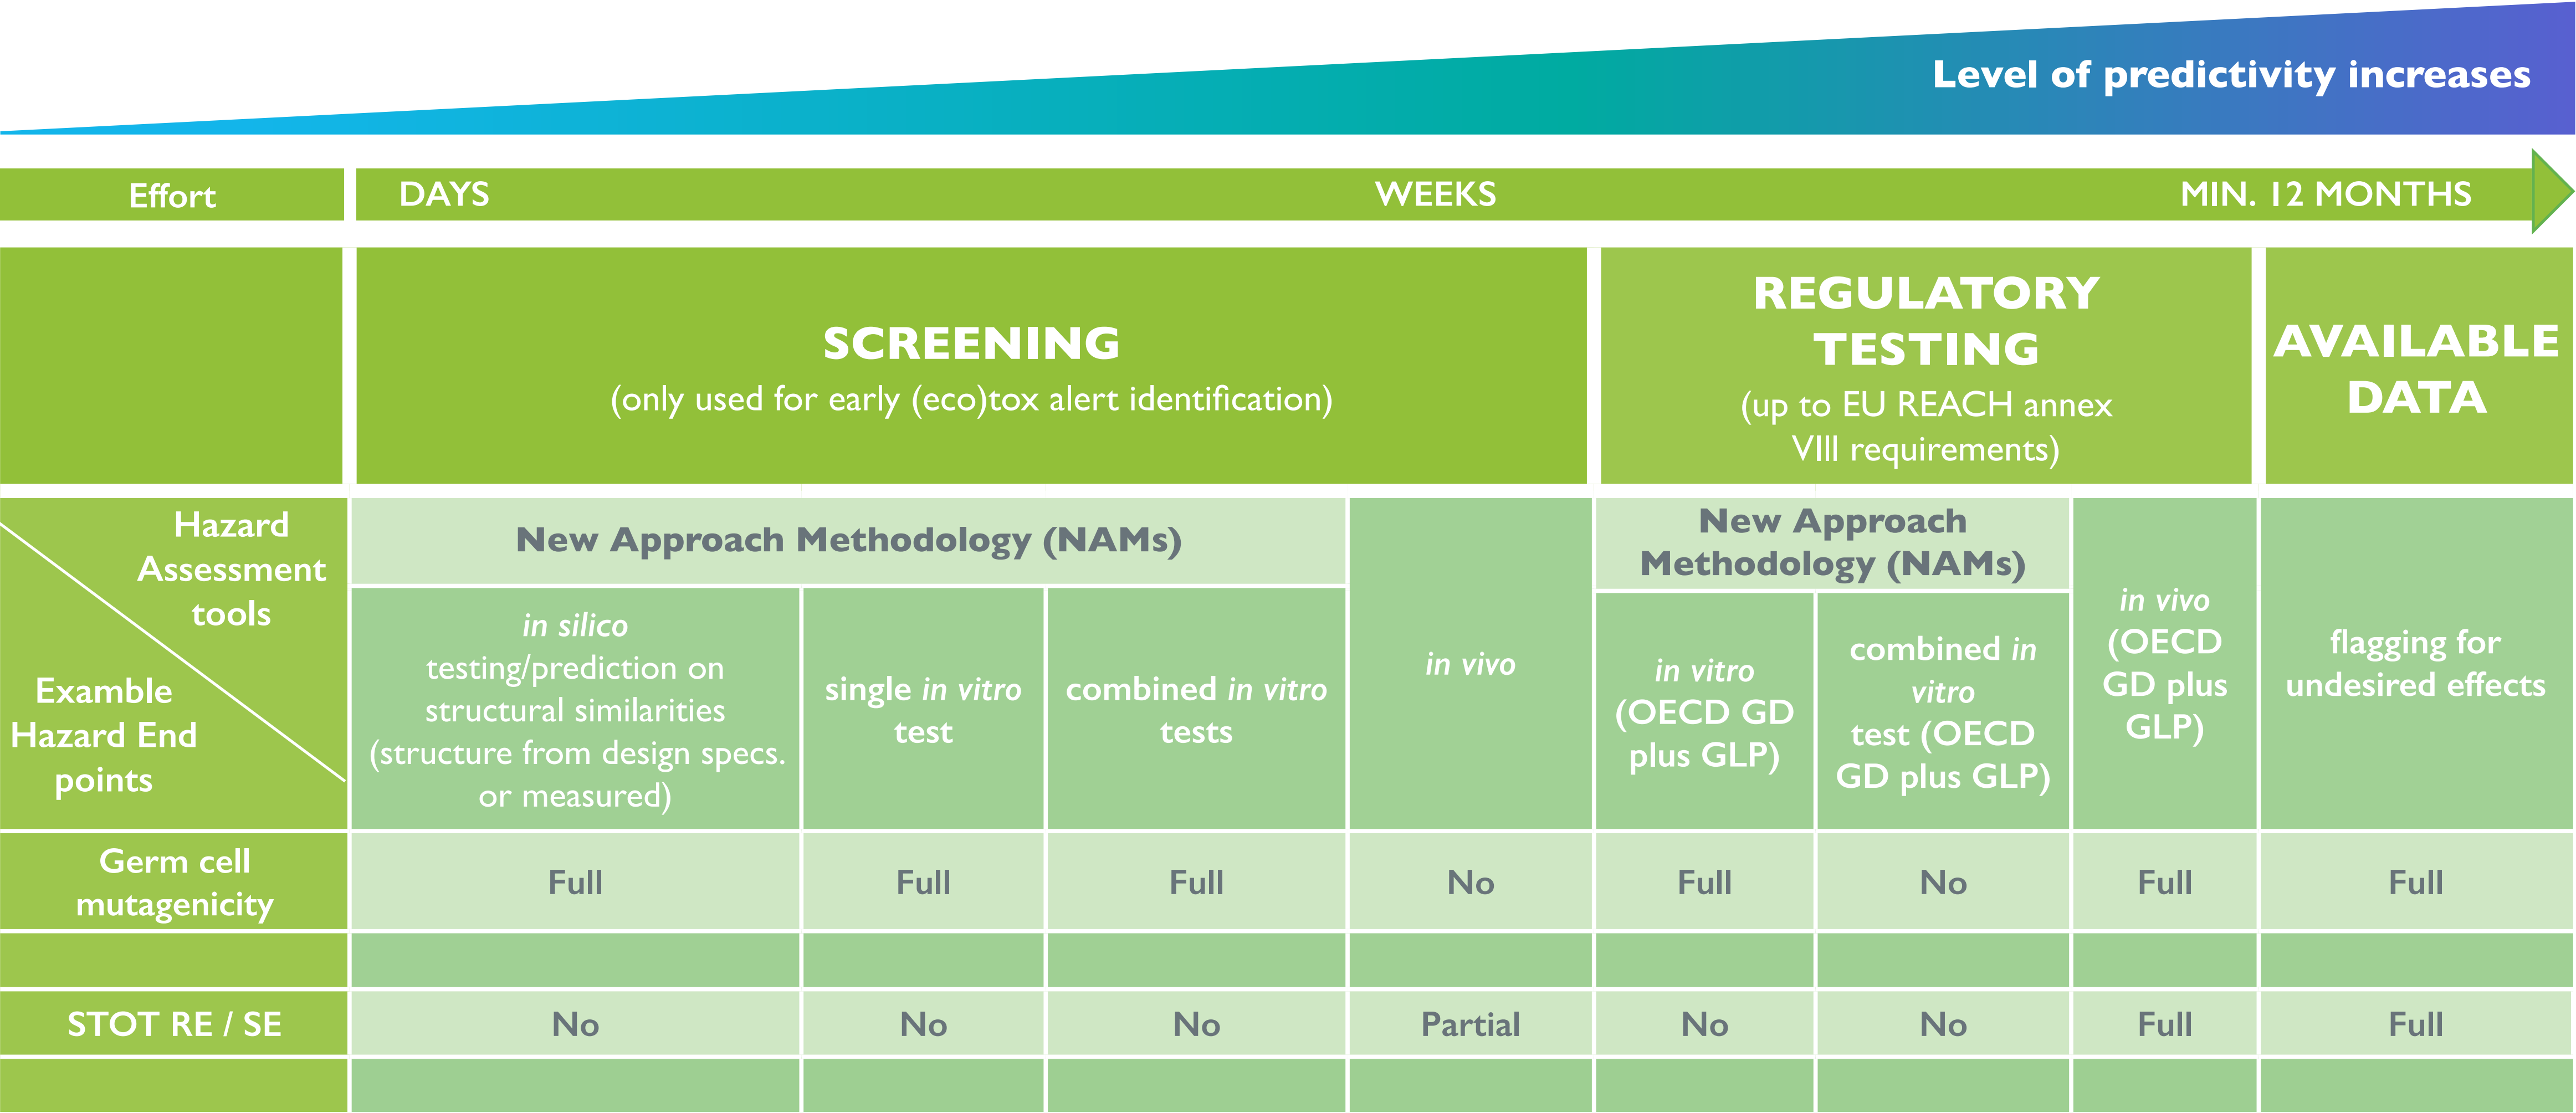 Level of predictivity increases
Effort
DAYS
WEEKS
MIN. 12 MONTHS
SCREENING
(only used for early (eco)tox alert identification)
REGULATORY
TESTING
(up to EU REACH annex
VIII requirements)
AVAILABLE
DATA
Hazard
Assessment
tools
Examble
Hazard End
points
New Approach Methodology (NAMs)
in silico
testing/prediction on
structural similarities
(structure from design specs.
or measured)
single in vitro
test
combined in vitro
tests
in vivo
New Approach
Methodology (NAMs)
in vitro
(OECD GD
plus GLP)
combined in
vitro
test (OECD
GD plus GLP)
in vivo
(OECD
GD plus
GLP)
flagging for
undesired effects
Germ cell
mutagenicity
Full
Full
Full
No
Full
No
Full
Full
STOT RE / SE
No
No
No
Partial
No
No
Full
Full